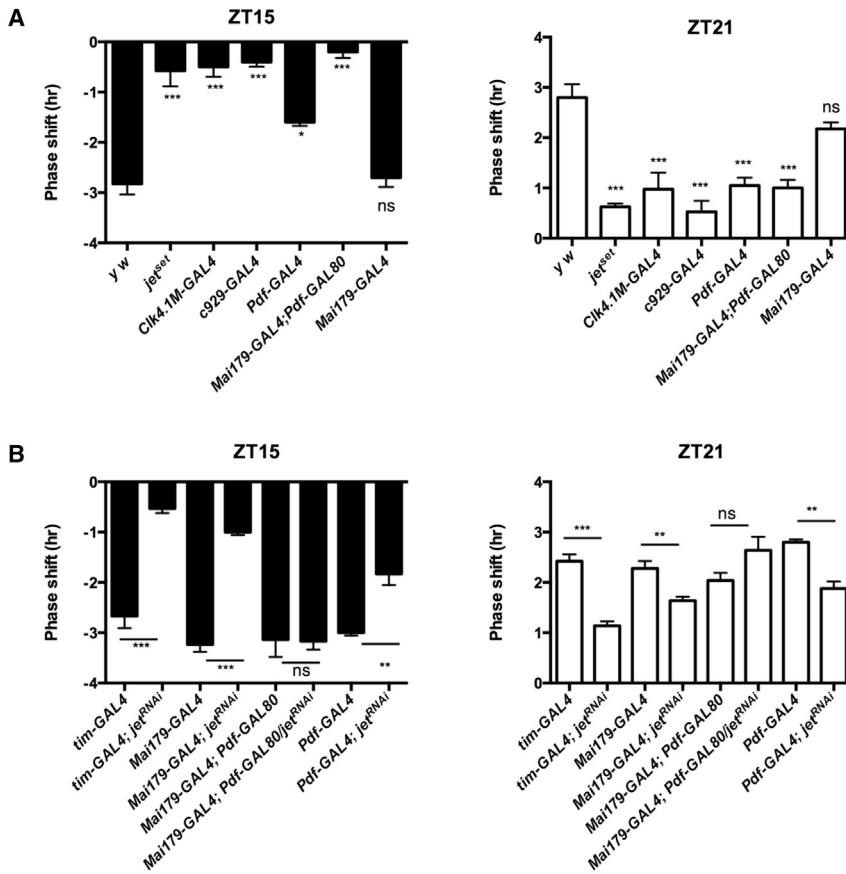 A
ZT15
Phase shift (hr)
0
-1
-2
-3
-4
***
***
***
*
***
ns
y w
jet^set
Clk4.1M-GAL4
c929-GAL4
Pdf-GAL4
Mai179-GAL4;Pdf-GAL80
Mai179-GAL4
ZT21
Phase shift (hr)
4
3
2
1
0
***
***
***
***
***
ns
y w
jet^set
Clk4.1M-GAL4
c929-GAL4
Pdf-GAL4
Mai179-GAL4;Pdf-GAL80
Mai179-GAL4
B
ZT15
Phase shift (hr)
0
-1
-2
-3
-4
***
***
ns
**
tim-GAL4
tim-GAL4; jet^RNAi
Mai179-GAL4
Mai179-GAL4; jet^RNAi
Mai179-GAL4; Pdf-GAL80
Mai179-GAL4; Pdf-GAL80/jet^RNAi
Pdf-GAL4
Pdf-GAL4; jet^RNAi
ZT21
Phase shift (hr)
4
3
2
1
0
***
**
ns
**
tim-GAL4
tim-GAL4; jet^RNAi
Mai179-GAL4
Mai179-GAL4; jet^RNAi
Mai179-GAL4; Pdf-GAL80
Mai179-GAL4; Pdf-GAL80/jet^RNAi
Pdf-GAL4
Pdf-GAL4; jet^RNAi